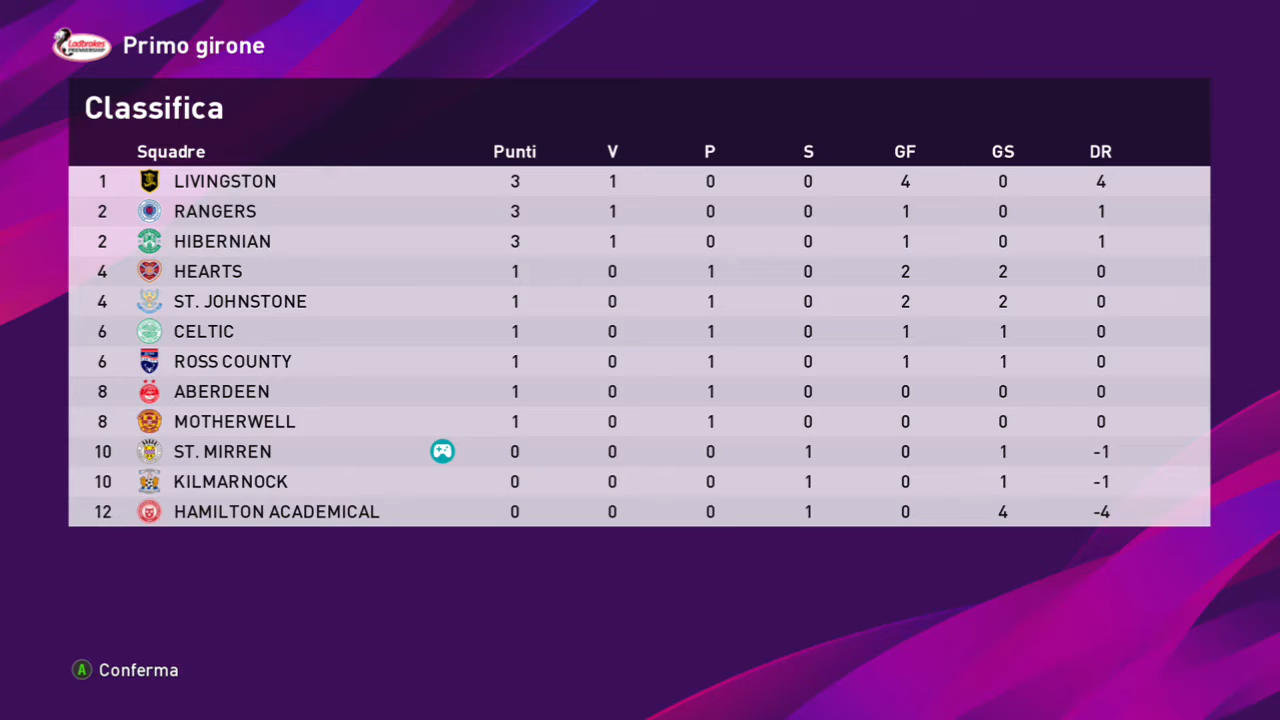 Ladbrokes
PREMIERSHIP
Primo girone
Classifica
Squadre Punti V P S GF GS DR
1 LIVINGSTON 3 1 0 0 4 0 4
2 RANGERS 3 1 0 0 1 0 1
2 HIBERNIAN 3 1 0 0 1 0 1
4 HEARTS 1 0 1 0 2 2 0
4 ST. JOHNSTONE 1 0 1 0 2 2 0
6 CELTIC 1 0 1 0 1 1 0
6 ROSS COUNTY 1 0 1 0 1 1 0
8 ABERDEEN 1 0 1 0 0 0 0
8 MOTHERWELL 1 0 1 0 0 0 0
10 ST. MIRREN 0 0 0 1 0 1 -1
10 KILMARNOCK 0 0 0 1 0 1 -1
12 HAMILTON ACADEMICAL 0 0 0 1 0 4 -4
A Conferma